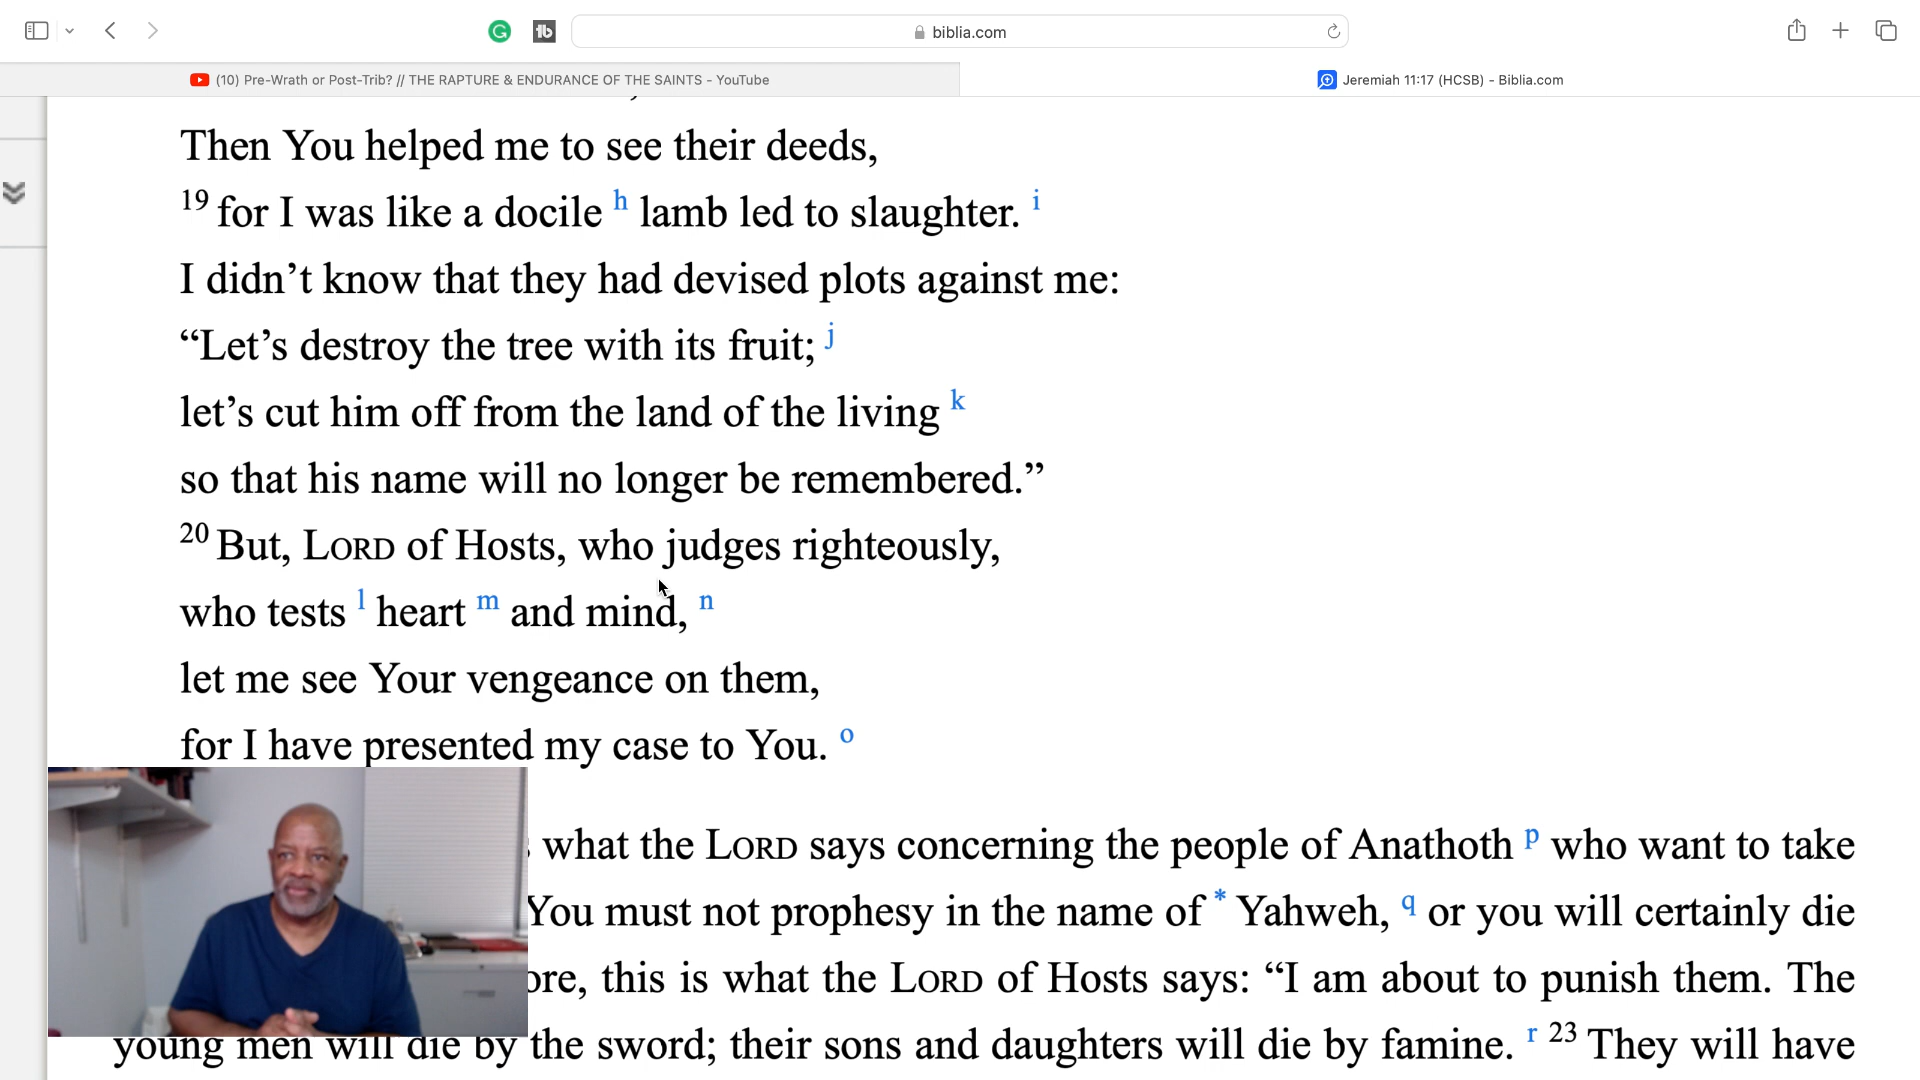 biblia.com
(10) Pre-Wrath or Post-Trib? // THE RAPTURE & ENDURANCE OF THE SAINTS - YouTube
Jeremiah 11:17 (HCSB) - Biblia.com
Then You helped me to see their deeds,
19 for I was like a docile h lamb led to slaughter. i
I didn’t know that they had devised plots against me:
“Let’s destroy the tree with its fruit; j
let’s cut him off from the land of the living k
so that his name will no longer be remembered.”
20 But, LORD of Hosts, who judges righteously,
who tests l heart m and mind, n
let me see Your vengeance on them,
for I have presented my case to You. o
what the LORD says concerning the people of Anathoth p who want to take
You must not prophesy in the name of * Yahweh, q or you will certainly die
this is what the LORD of Hosts says: “I am about to punish them. The
young men will die by the sword; their sons and daughters will die by famine. r 23 They will have